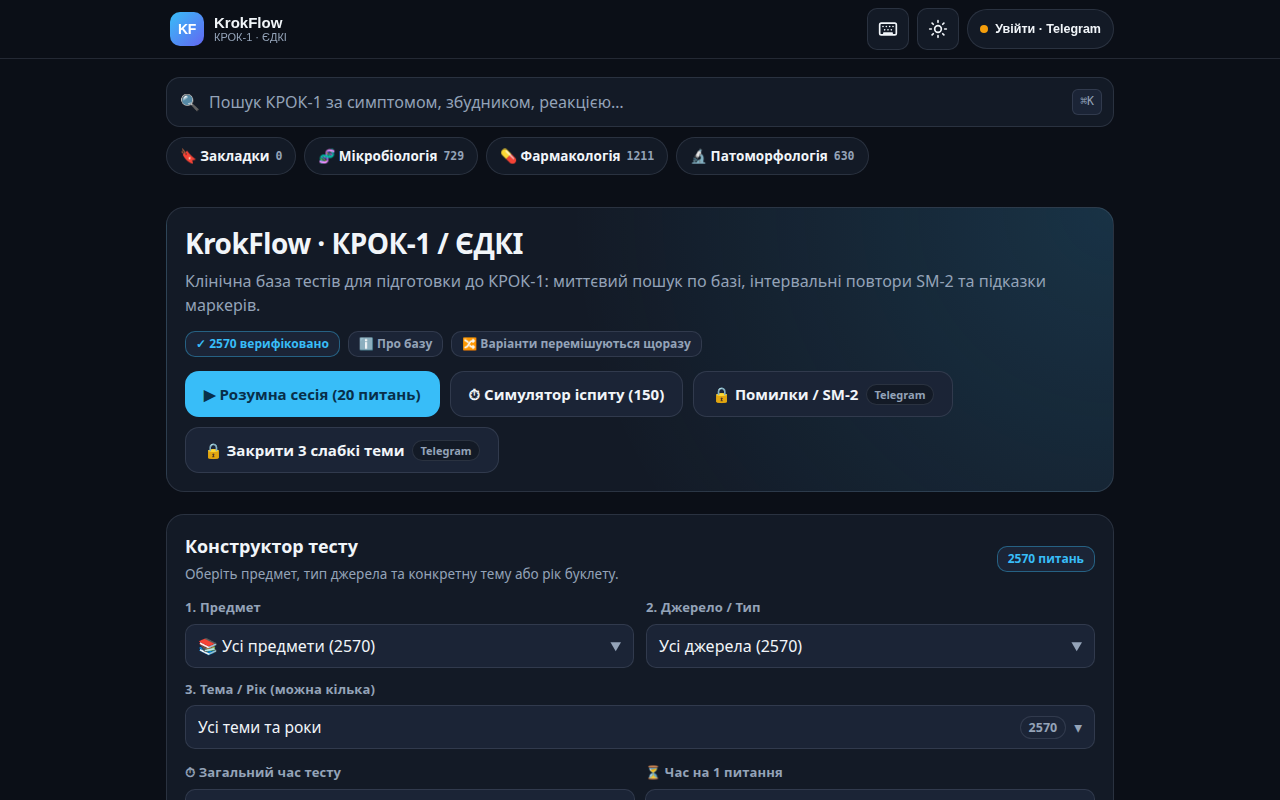 KF
KrokFlow
КРОК-1 · ЄДКІ
Увійти · Telegram
Пошук КРОК-1 за симптомом, збудником, реакцією...
⌘K
Закладки 0
Мікробіологія 729
Фармакологія 1211
Патоморфологія 630
KrokFlow · КРОК-1 / ЄДКІ
Клінічна база тестів для підготовки до КРОК-1: миттєвий пошук по базі, інтервальні повтори SM-2 та підказки
маркерів.
✓ 2570 верифіковано
ℹ️ Про базу
🔀 Варіанти перемішуються щоразу
▶ Розумна сесія (20 питань)
⏱ Симулятор іспиту (150)
🔒 Помилки / SM-2 Telegram
🔒 Закрити 3 слабкі теми Telegram
Конструктор тесту
2570 питань
Оберіть предмет, тип джерела та конкретну тему або рік буклету.
1. Предмет
2. Джерело / Тип
📚 Усі предмети (2570) ▼
Усі джерела (2570) ▼
3. Тема / Рік (можна кілька)
Усі теми та роки
2570 ▼
⏱ Загальний час тесту
⏳ Час на 1 питання